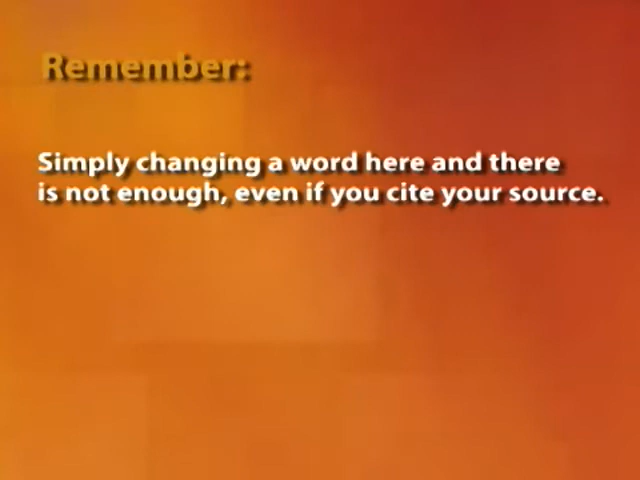 Remember:
Simply changing a word here and there
is not enough, even if you cite your source.